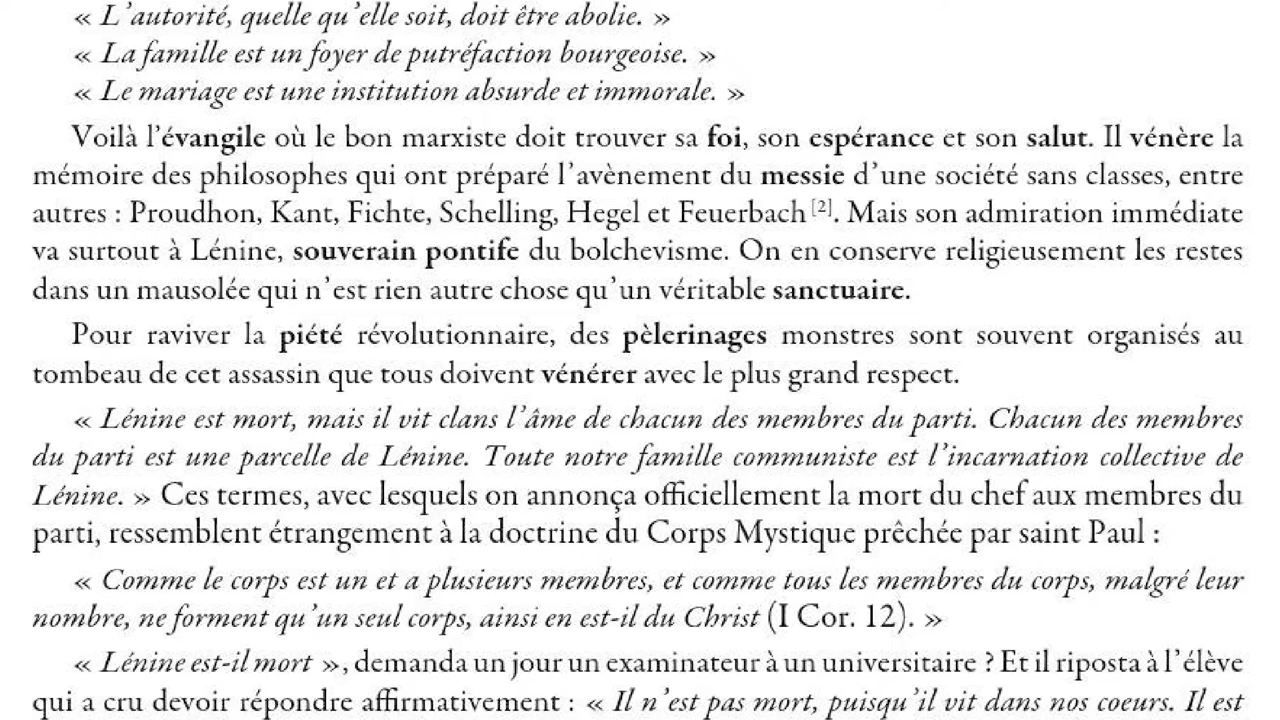 « L’autorité, quelle qu’elle soit, doit être abolie. »
« La famille est un foyer de putréfaction bourgeoise. »
« Le mariage est une institution absurde et immorale. »
Voilà l’évangile où le bon marxiste doit trouver sa foi, son espérance et son salut. Il vénère la
mémoire des philosophes qui ont préparé l’avènement du messie d’une société sans classes, entre
autres : Proudhon, Kant, Fichte, Schelling, Hegel et Feuerbach [2]. Mais son admiration immédiate
va surtout à Lénine, souverain pontife du bolchevisme. On en conserve religieusement les restes
dans un mausolée qui n’est rien autre chose qu’un véritable sanctuaire.
Pour raviver la piété révolutionnaire, des pèlerinages monstres sont souvent organisés au
tombeau de cet assassin que tous doivent vénérer avec le plus grand respect.
« Lénine est mort, mais il vit clans l’âme de chacun des membres du parti. Chacun des membres
du parti est une parcelle de Lénine. Toute notre famille communiste est l’incarnation collective de
Lénine. » Ces termes, avec lesquels on annonça officiellement la mort du chef aux membres du
parti, ressemblent étrangement à la doctrine du Corps Mystique prêchée par saint Paul :
« Comme le corps est un et a plusieurs membres, et comme tous les membres du corps, malgré leur
nombre, ne forment qu’un seul corps, ainsi en est-il du Christ (I Cor. 12). »
« Lénine est-il mort », demanda un jour un examinateur à un universitaire ? Et il riposta à l’élève
qui a cru devoir répondre affirmativement : « Il n’est pas mort, puisqu’il vit dans nos coeurs. Il est